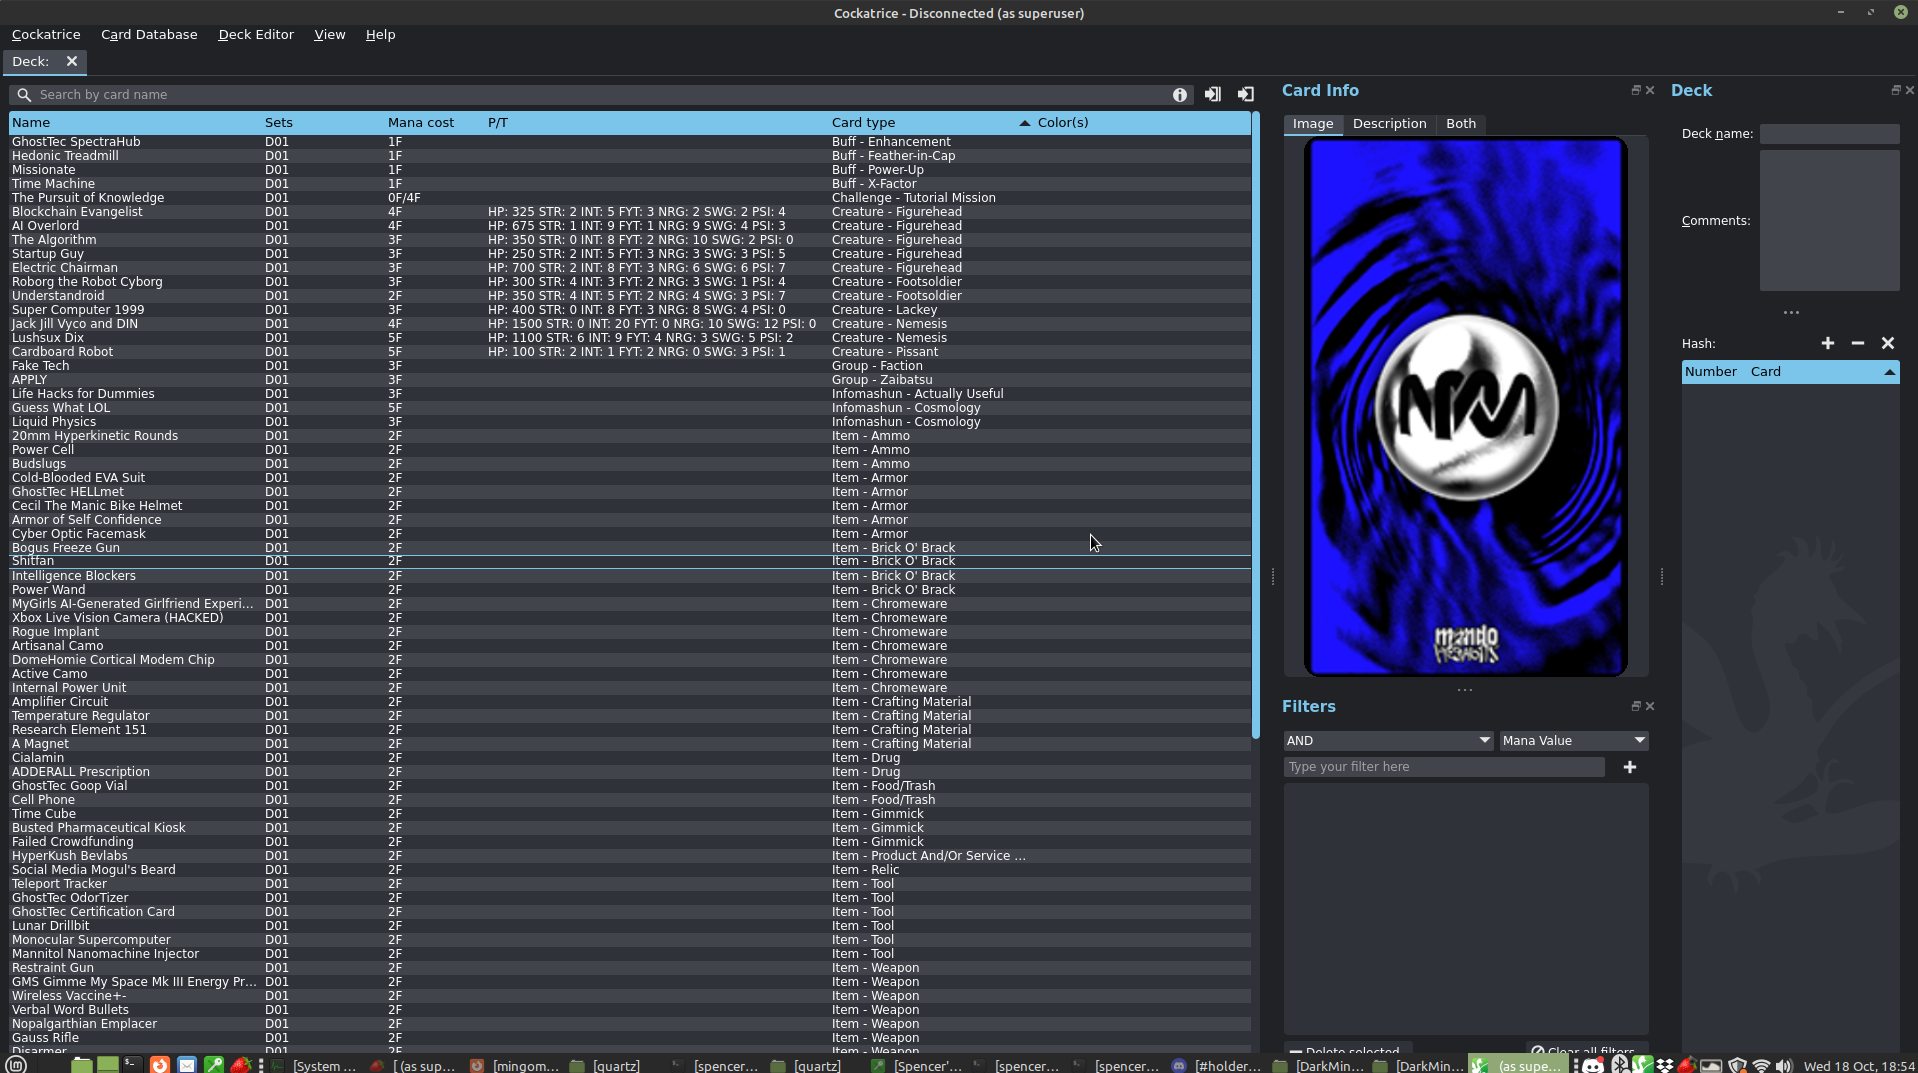 Cockatrice - Disconnected (as superuser)
Cockatrice Card Database Deck Editor View Help
Deck:
Search by card name
Name Sets Mana cost P/T Card type Color(s)
GhostTec SpectraHub D01 1F Buff - Enhancement
Hedonic Treadmill D01 1F Buff - Feather-in-Cap
Missionate D01 1F Buff - Power-Up
Time Machine D01 1F Buff - X-Factor
The Pursuit of Knowledge D01 0F/4F Challenge - Tutorial Mission
Blockchain Evangelist D01 4F HP: 325 STR: 2 INT: 5 FYT: 3 NRG: 2 SWG: 2 PSI: 4 Creature - Figurehead
AI Overlord D01 4F HP: 675 STR: 1 INT: 9 FYT: 1 NRG: 9 SWG: 4 PSI: 3 Creature - Figurehead
The Algorithm D01 3F HP: 350 STR: 0 INT: 8 FYT: 2 NRG: 10 SWG: 2 PSI: 0 Creature - Figurehead
Startup Guy D01 3F HP: 250 STR: 2 INT: 5 FYT: 3 NRG: 3 SWG: 3 PSI: 5 Creature - Figurehead
Electric Chairman D01 3F HP: 700 STR: 2 INT: 8 FYT: 3 NRG: 6 SWG: 6 PSI: 7 Creature - Figurehead
Roborg the Robot Cyborg D01 3F HP: 300 STR: 4 INT: 3 FYT: 2 NRG: 3 SWG: 1 PSI: 4 Creature - Footsoldier
Understandroid D01 2F HP: 350 STR: 4 INT: 5 FYT: 2 NRG: 4 SWG: 3 PSI: 7 Creature - Footsoldier
Super Computer 1999 D01 3F HP: 400 STR: 0 INT: 8 FYT: 3 NRG: 8 SWG: 4 PSI: 0 Creature - Lackey
Jack Jill Vyco and DIN D01 4F HP: 1500 STR: 0 INT: 20 FYT: 0 NRG: 10 SWG: 12 PSI: 0 Creature - Nemesis
Lushsux Dix D01 5F HP: 1100 STR: 6 INT: 9 FYT: 4 NRG: 3 SWG: 5 PSI: 2 Creature - Nemesis
Cardboard Robot D01 5F HP: 100 STR: 2 INT: 1 FYT: 2 NRG: 0 SWG: 3 PSI: 1 Creature - Pissant
Fake Tech D01 3F Group - Faction
APPLY D01 3F Group - Zaibatsu
Life Hacks for Dummies D01 3F Infomashun - Actually Useful
Guess What LOL D01 5F Infomashun - Cosmology
Liquid Physics D01 3F Infomashun - Cosmology
20mm Hyperkinetic Rounds D01 2F Item - Ammo
Power Cell D01 2F Item - Ammo
Budslugs D01 2F Item - Ammo
Cold-Blooded EVA Suit D01 2F Item - Armor
GhostTec HELLmet D01 2F Item - Armor
Cecil The Manic Bike Helmet D01 2F Item - Armor
Armor of Self Confidence D01 2F Item - Armor
Cyber Optic Facemask D01 2F Item - Armor
Bogus Freeze Gun D01 2F Item - Brick O' Brack
Shitfan D01 2F Item - Brick O' Brack
Intelligence Blockers D01 2F Item - Brick O' Brack
Power Wand D01 2F Item - Brick O' Brack
MyGirls AI-Generated Girlfriend Experi... D01 2F Item - Chromeware
Xbox Live Vision Camera (HACKED) D01 2F Item - Chromeware
Rogue Implant D01 2F Item - Chromeware
Artisanal Camo D01 2F Item - Chromeware
DomeHomie Cortical Modem Chip D01 2F Item - Chromeware
Active Camo D01 2F Item - Chromeware
Internal Power Unit D01 2F Item - Chromeware
Amplifier Circuit D01 2F Item - Crafting Material
Temperature Regulator D01 2F Item - Crafting Material
Research Element 151 D01 2F Item - Crafting Material
A Magnet D01 2F Item - Crafting Material
Cialamin D01 2F Item - Drug
ADDERALL Prescription D01 2F Item - Drug
GhostTec Goop Vial D01 2F Item - Food/Trash
Cell Phone D01 2F Item - Food/Trash
Time Cube D01 2F Item - Gimmick
Busted Pharmaceutical Kiosk D01 2F Item - Gimmick
Failed Crowdfunding D01 2F Item - Gimmick
HyperKush Bevlabs D01 2F Item - Product And/Or Service ...
Social Media Mogul's Beard D01 2F Item - Relic
Teleport Tracker D01 2F Item - Tool
GhostTec OdorTizer D01 2F Item - Tool
GhostTec Certification Card D01 2F Item - Tool
Lunar Drillbit D01 2F Item - Tool
Monocular Supercomputer D01 2F Item - Tool
Mannitol Nanomachine Injector D01 2F Item - Tool
Restraint Gun D01 2F Item - Weapon
GMS Gimme My Space Mk III Energy Pr... D01 2F Item - Weapon
Wireless Vaccine+- D01 2F Item - Weapon
Verbal Word Bullets D01 2F Item - Weapon
Nopalgarthian Emplacer D01 2F Item - Weapon
Gauss Rifle D01 2F Item - Weapon
Disarmer D01 2F Item - Weapon
Card Info
Image Description Both
mando
Filters
AND Mana Value
Type your filter here
Delete selected Clear all filters
Deck
Deck name:
Comments:
Hash:
Number Card
[System ... [ (as sup... [mingom... [quartz] [spencer... [quartz] [Spencer'... [spencer... [spencer... [#holder... [DarkMin... [DarkMin... (as supe... Wed 18 Oct, 18:54